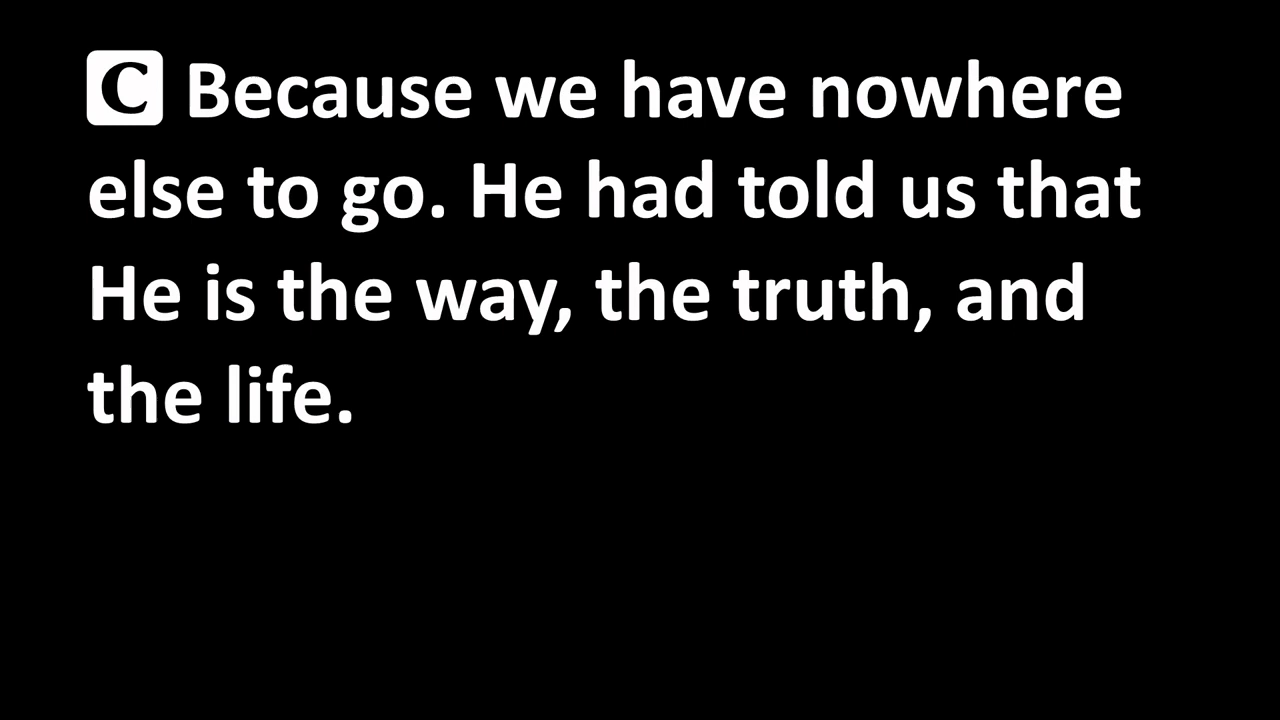 C Because we have nowhere
else to go. He had told us that
He is the way, the truth, and
the life.